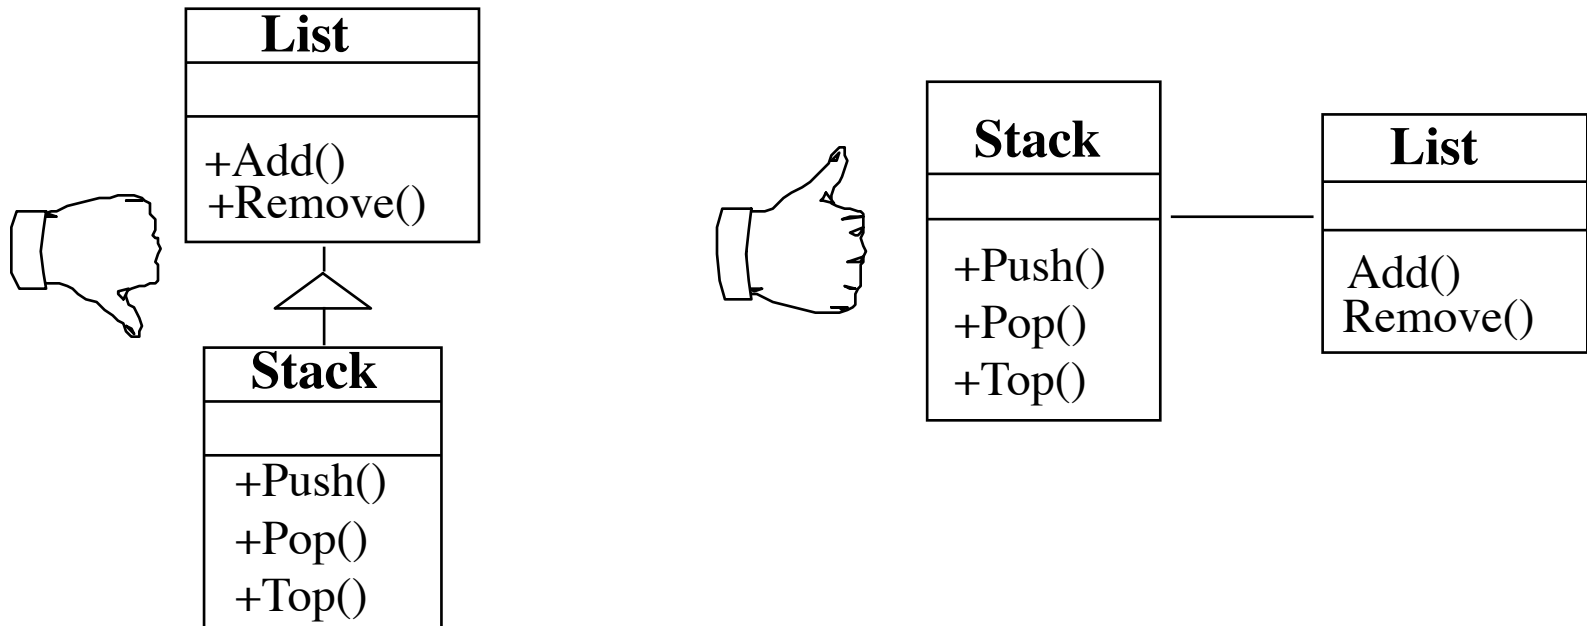 List
+Add()
+Remove()
Stack
+Push()
+Pop()
+Top()
Stack
+Push()
+Pop()
+Top()
List
Add()
Remove()